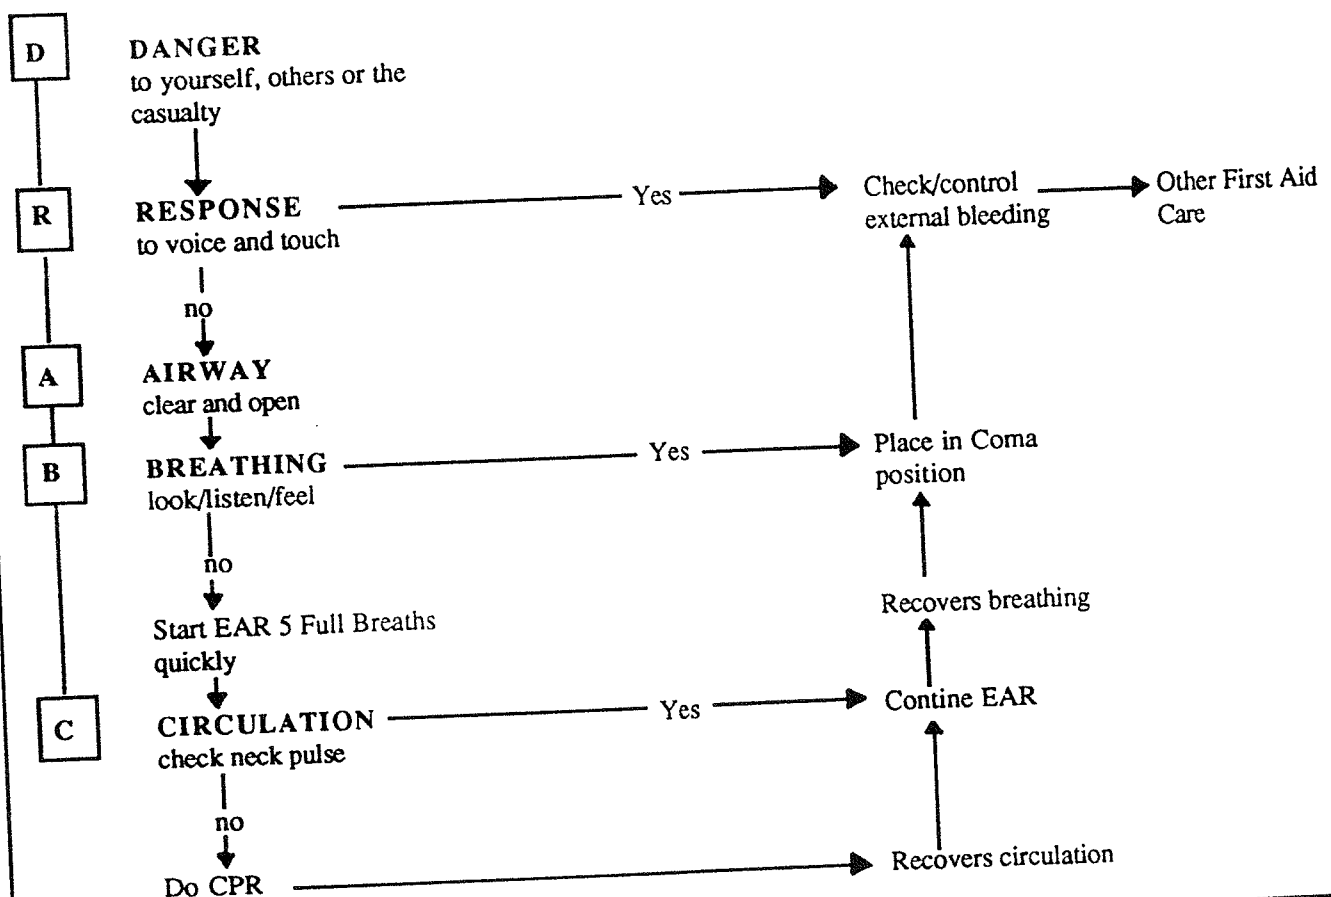 D
DANGER
to yourself, others or the
casualty
R
RESPONSE
to voice and touch
Yes
Check/control
external bleeding
Other First Aid
Care
no
A
AIRWAY
clear and open
B
BREATHING
look/listen/feel
Yes
Place in Coma
position
no
Start EAR 5 Full Breaths
quickly
Recovers breathing
C
CIRCULATION
check neck pulse
Yes
Contine EAR
no
Do CPR
Recovers circulation